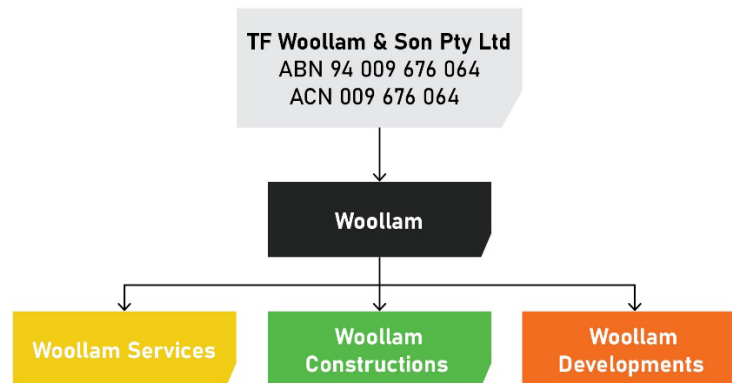 TF Woollam & Son Pty Ltd
ABN 94 009 676 064
ACN 009 676 064
Woollam
Woollam Services
Woollam
Constructions
Woollam
Developments